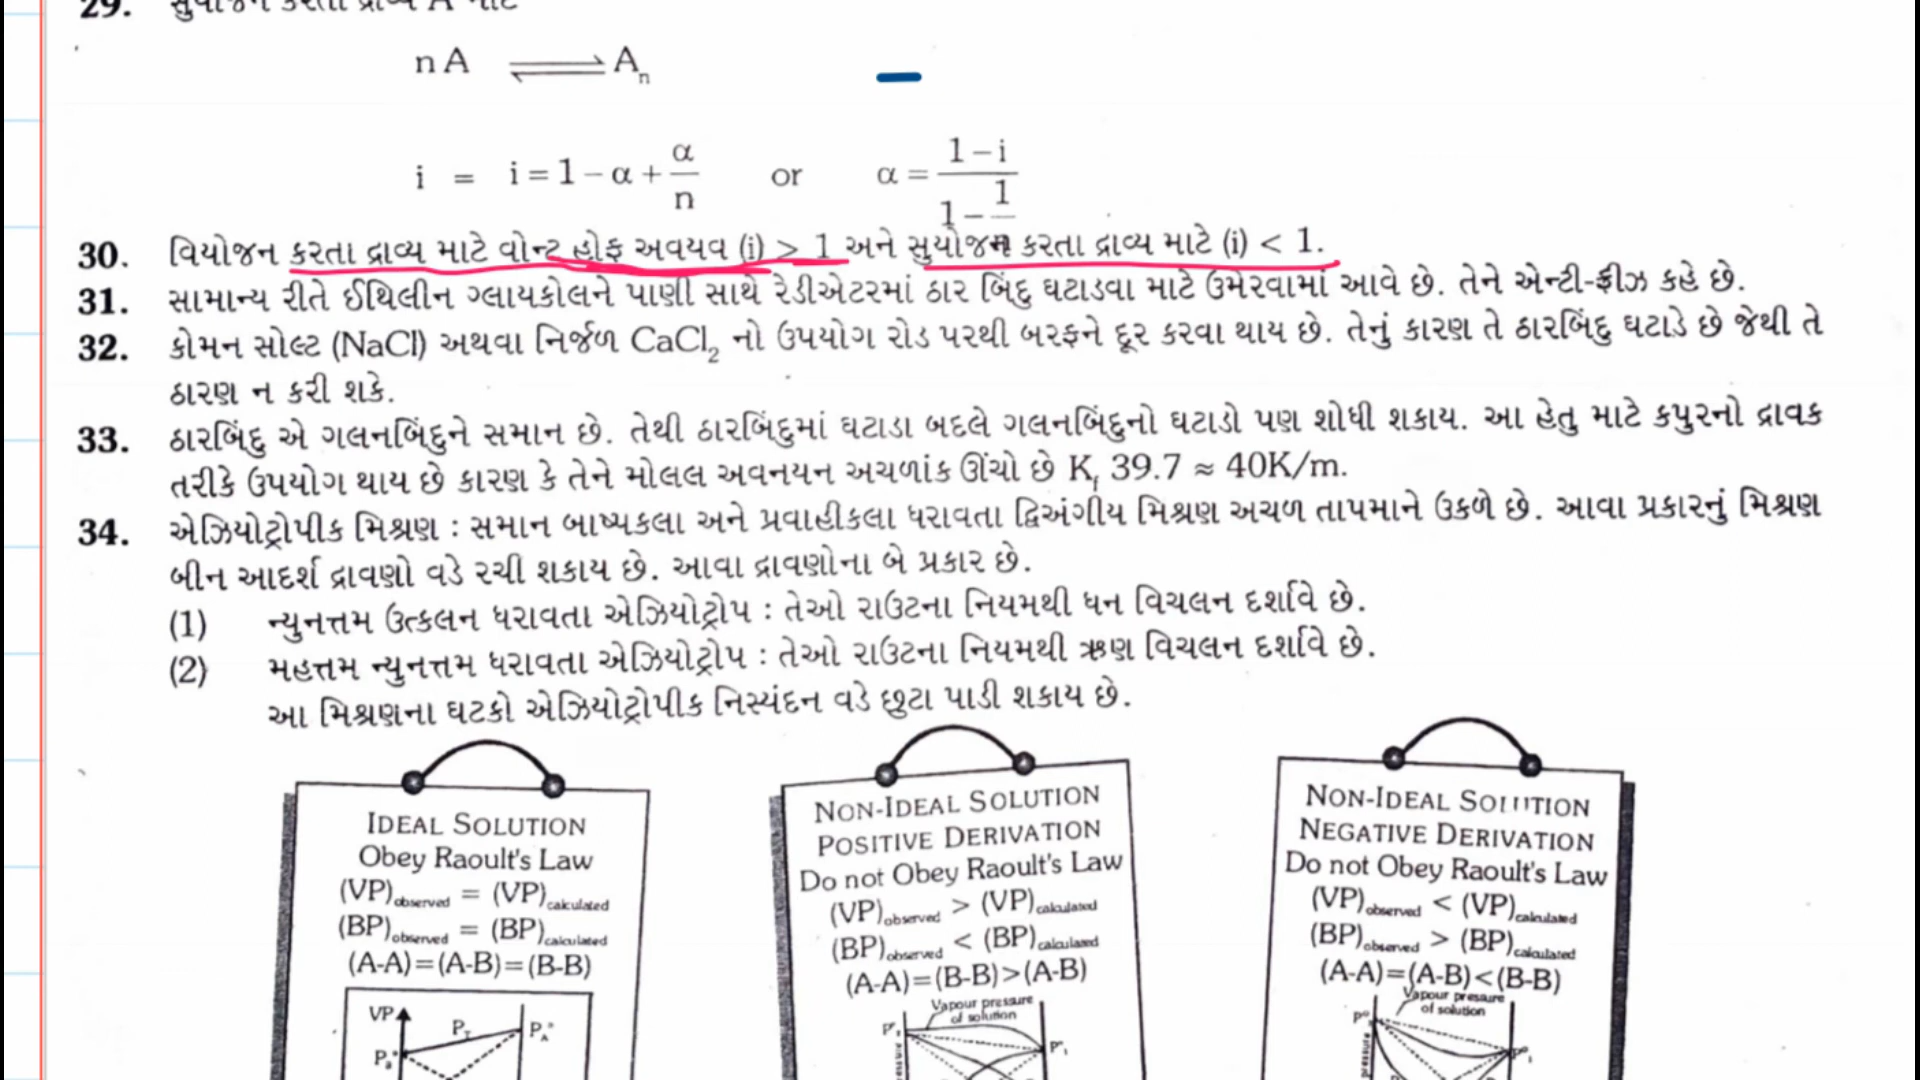 29. સુયોજન કરતા દ્રાવ્ય A માટે
nA ⇌ Aₙ
i = i = 1 – α + α/n or α = (1 – i)/(1 – 1/n)
30. વિયોજન કરતા દ્રાવ્ય માટે વોન્ટ હોફ અવયવ (i) > 1 અને સુયોજન કરતા દ્રાવ્ય માટે (i) < 1.
31. સામાન્ય રીતે ઈથિલીન ગ્લાયકોલને પાણી સાથે રેડીએટરમાં ઠાર બિંદુ ઘટાડવા માટે ઉમેરવામાં આવે છે. તેને એન્ટી-ફ્રીઝ કહે છે.
32. કોમન સોલ્ટ (NaCl) અથવા નિર્જળ CaCl₂ નો ઉપયોગ રોડ પરથી બરફને દૂર કરવા થાય છે. તેનું કારણ તે ઠારબિંદુ ઘટાડે છે જેથી તે
ઠારણ ન કરી શકે.
33. ઠારબિંદુ એ ગલનબિંદુને સમાન છે. તેથી ઠારબિંદુમાં ઘટાડા બદલે ગલનબિંદુનો ઘટાડો પણ શોધી શકાય. આ હેતુ માટે કપુરનો દ્રાવક
તરીકે ઉપયોગ થાય છે કારણ કે તેને મોલલ અવનયન અચળાંક ઊંચો છે K_f 39.7 ≈ 40K/m.
34. એઝિયોટ્રોપીક મિશ્રણ : સમાન બાષ્પકલા અને પ્રવાહીકલા ધરાવતા દ્વિઅંગીય મિશ્રણ અચળ તાપમાને ઉકળે છે. આવા પ્રકારનું મિશ્રણ
બીન આદર્શ દ્રાવણો વડે રચી શકાય છે. આવા દ્રાવણોના બે પ્રકાર છે.
(1) ન્યુનત્તમ ઉત્કલન ધરાવતા એઝિયોટ્રોપ : તેઓ રાઉટના નિયમથી ધન વિચલન દર્શાવે છે.
(2) મહત્તમ ન્યુનત્તમ ધરાવતા એઝિયોટ્રોપ : તેઓ રાઉટના નિયમથી ઋણ વિચલન દર્શાવે છે.
આ મિશ્રણના ઘટકો એઝિયોટ્રોપીક નિસ્યંદન વડે છુટા પાડી શકાય છે.
IDEAL SOLUTION
Obey Raoult's Law
(VP)observed = (VP)calculated
(BP)observed = (BP)calculated
(A-A)=(A-B)=(B-B)
VP
P_T P_A°
P_B°
NON-IDEAL SOLUTION
POSITIVE DERIVATION
Do not Obey Raoult's Law
(VP)observed > (VP)calculated
(BP)observed < (BP)calculated
(A-A)=(B-B)>(A-B)
Vapour pressure
of solution
NON-IDEAL SOLUTION
NEGATIVE DERIVATION
Do not Obey Raoult's Law
(VP)observed < (VP)calculated
(BP)observed > (BP)calculated
(A-A)=(A-B)<(B-B)
Vapour pressure
of solution